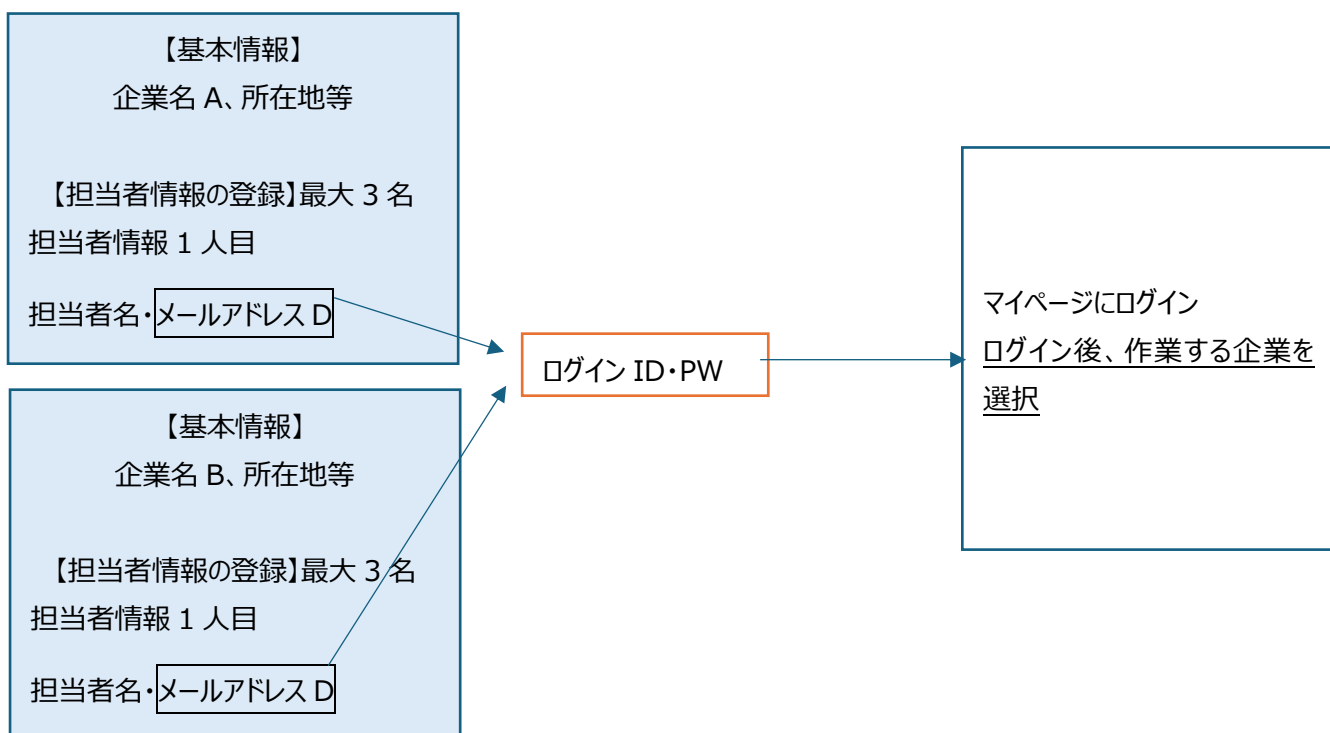 【基本情報】
企業名 A、所在地等
【担当者情報の登録】最大 3 名
担当者情報 1 人目
担当者名・メールアドレス D
【基本情報】
企業名 B、所在地等
【担当者情報の登録】最大 3 名
担当者情報 1 人目
担当者名・メールアドレス D
ログイン ID・PW
マイページにログイン
ログイン後、作業する企業を
選択